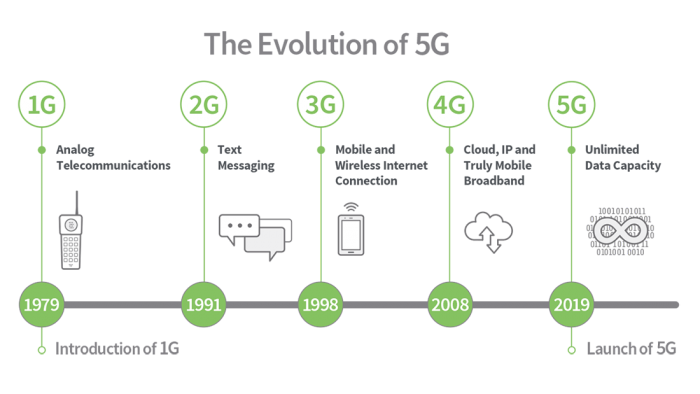 The Evolution of 5G
1G
2G
3G
4G
5G
Analog
Telecommunications
Text
Messaging
Mobile and
Wireless Internet
Connection
Cloud, IP and
Truly Mobile
Broadband
Unlimited
Data Capacity
1979
1991
1998
2008
2019
Introduction of 1G
Launch of 5G